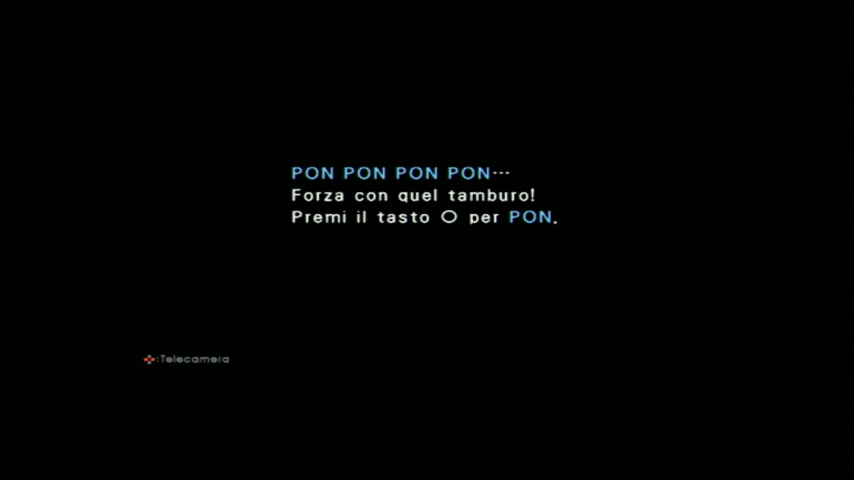 PON PON PON PON…
Forza con quel tamburo!
Premi il tasto O per PON.
:Telecamera